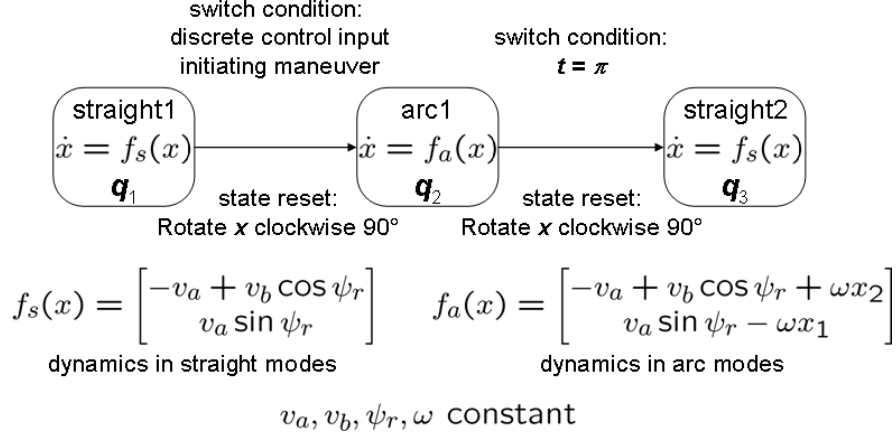 switch condition:
discrete control input
initiating maneuver
switch condition:
t = π
straight1
ẋ = f_s(x)
q_1
arc1
ẋ = f_a(x)
q_2
straight2
ẋ = f_s(x)
q_3
state reset:
Rotate x clockwise 90°
state reset:
Rotate x clockwise 90°
f_s(x) = [−v_a + v_b cos ψ_r
v_a sin ψ_r]
dynamics in straight modes
f_a(x) = [−v_a + v_b cos ψ_r + ωx_2
v_a sin ψ_r − ωx_1]
dynamics in arc modes
v_a, v_b, ψ_r, ω constant